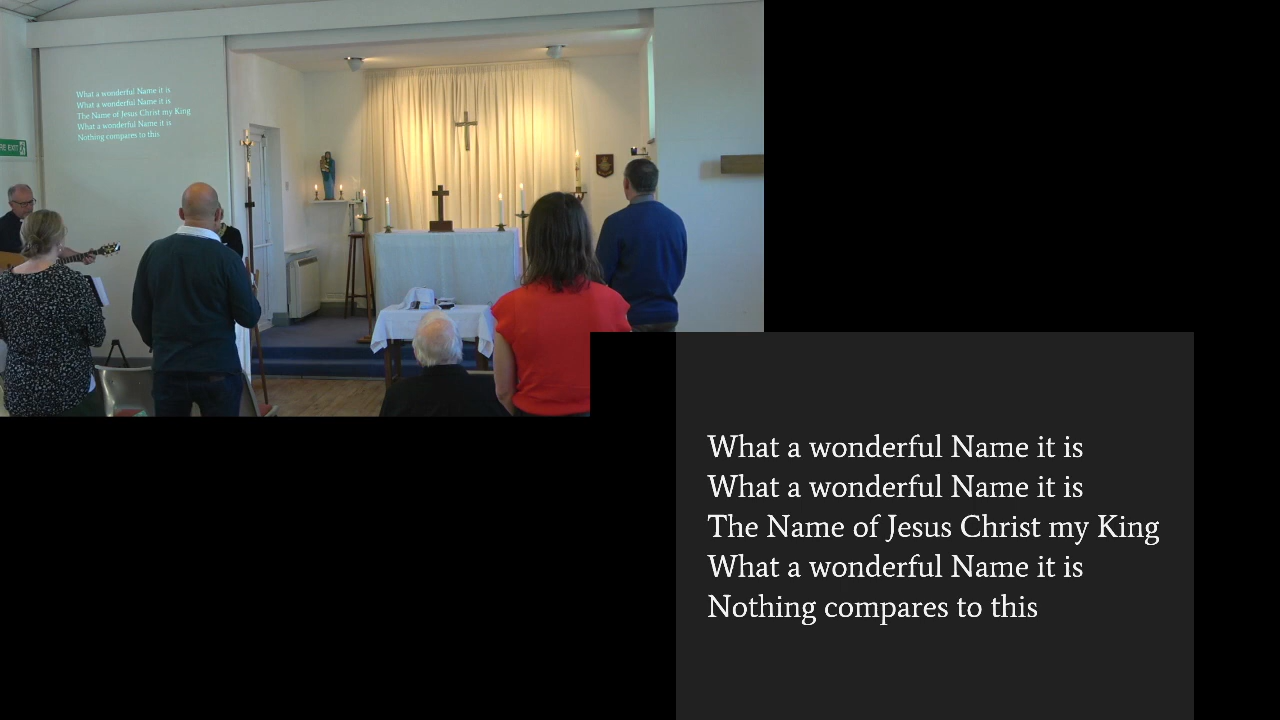 What a wonderful Name it is
What a wonderful Name it is
The Name of Jesus Christ my King
What a wonderful Name it is
Nothing compares to this
RE EXIT
What a wonderful Name it is
What a wonderful Name it is
The Name of Jesus Christ my King
What a wonderful Name it is
Nothing compares to this